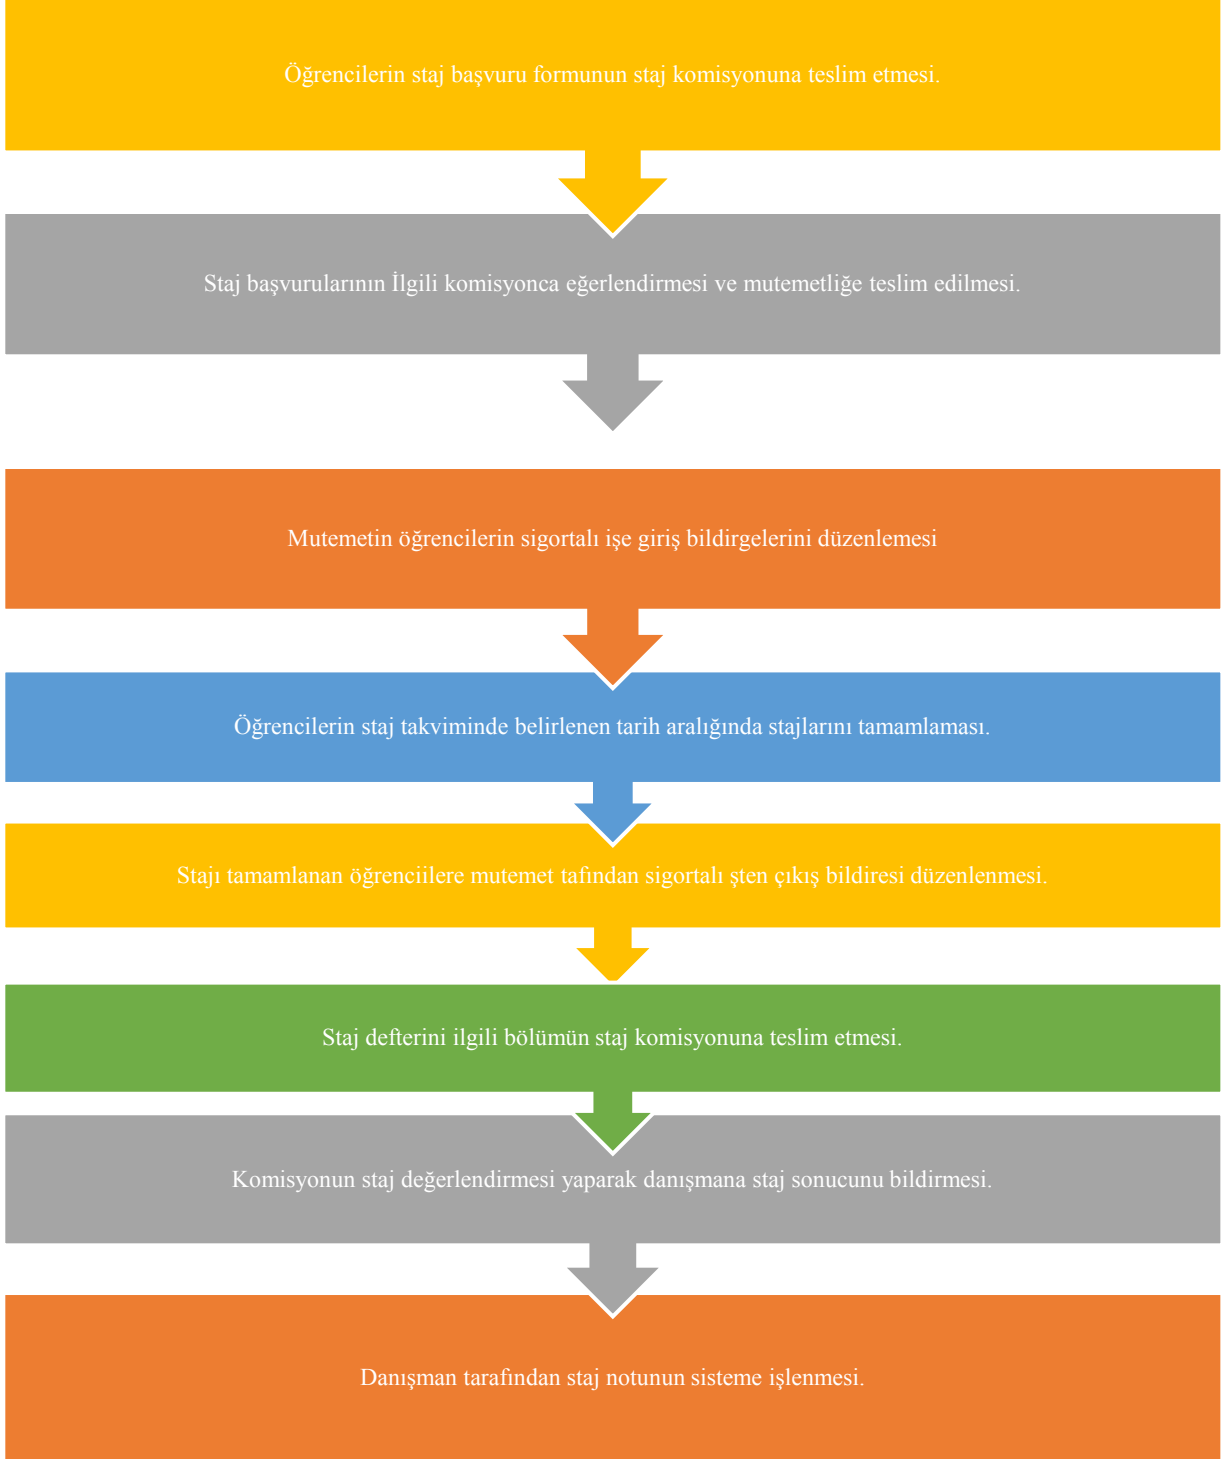 Öğrencilerin staj başvuru formunun staj komisyonuna teslim etmesi.
Staj başvurularının İlgili komisyonca eğerlendirmesi ve mutemetliğe teslim edilmesi.
Mutemetin öğrencilerin sigortalı işe giriş bildirgelerini düzenlemesi
Öğrencilerin staj takviminde belirlenen tarih aralığında stajlarını tamamlaması.
Stajı tamamlanan öğrenciilere mutemet tafından sigortalı şten çıkış bildiresi düzenlenmesi.
Staj defterini ilgili bölümün staj komisyonuna teslim etmesi.
Komisyonun staj değerlendirmesi yaparak danışmana staj sonucunu bildirmesi.
Danışman tarafından staj notunun sisteme işlenmesi.